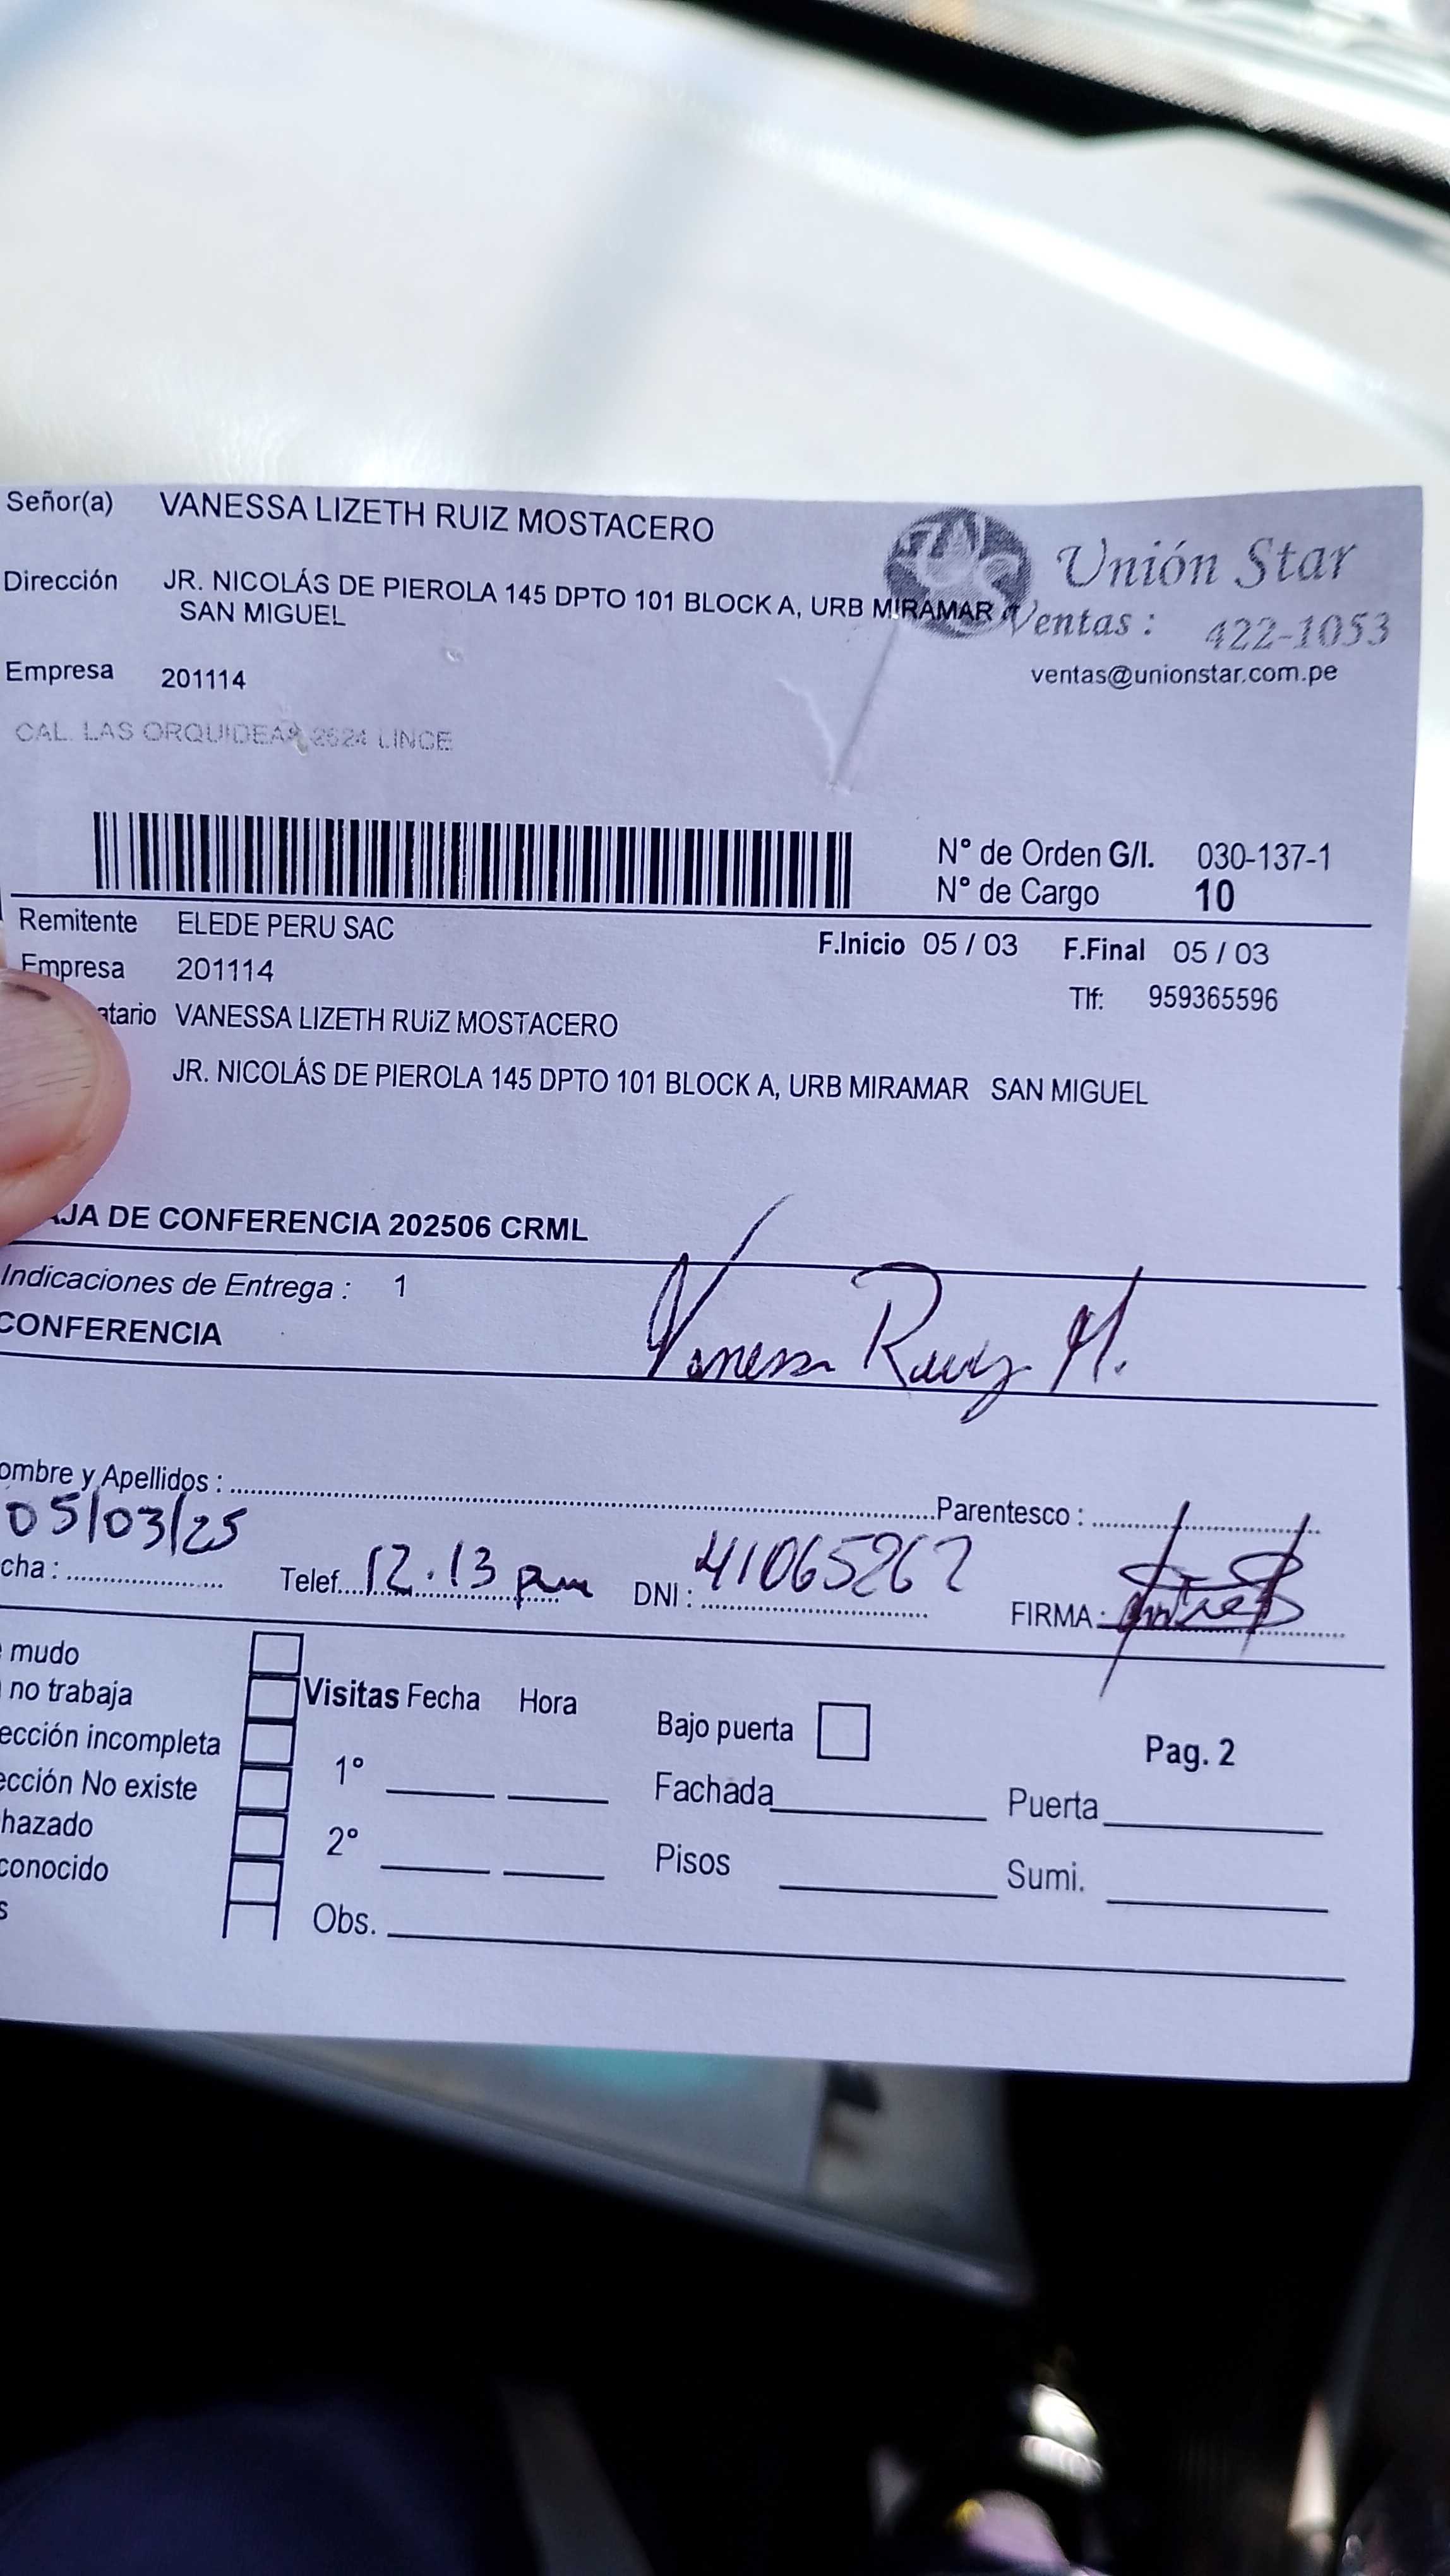 Señor(a) VANESSA LIZETH RUIZ MOSTACERO
Unión Star
Dirección JR. NICOLÁS DE PIEROLA 145 DPTO 101 BLOCK A, URB MIRAMAR
SAN MIGUEL
Ventas : 422-1053
ventas@unionstar.com.pe
Empresa 201114
CAL. LAS ORQUIDEAS 2624 LINCE
N° de Orden G/I. 030-137-1
N° de Cargo 10
Remitente ELEDE PERU SAC
F.Inicio 05 / 03 F.Final 05 / 03
Empresa 201114
Tlf: 959365596
atario VANESSA LIZETH RUiZ MOSTACERO
JR. NICOLÁS DE PIEROLA 145 DPTO 101 BLOCK A, URB MIRAMAR SAN MIGUEL
AJA DE CONFERENCIA 202506 CRML
Indicaciones de Entrega : 1
CONFERENCIA
Vanessa Ruiz M.
ombre y Apellidos : Parentesco :
05/03/25
cha : Telef. 12.13 pm DNI : 41065262 FIRMA :
mudo
no trabaja
Visitas Fecha Hora
Bajo puerta
ección incompleta
Pag. 2
1°
ección No existe
Fachada Puerta
hazado
2°
Pisos Sumi.
conocido
s
Obs.